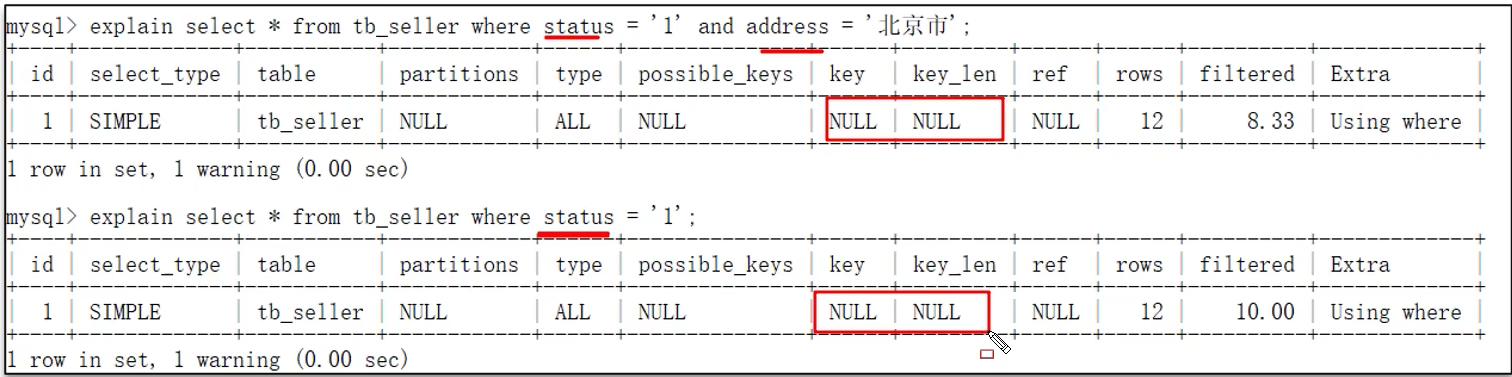 mysql> explain select * from tb_seller where status = '1' and address = '北京市';
| id | select_type | table | partitions | type | possible_keys | key | key_len | ref | rows | filtered | Extra |
| 1 | SIMPLE | tb_seller | NULL | ALL | NULL | NULL | NULL | NULL | 12 | 8.33 | Using where |
1 row in set, 1 warning (0.00 sec)
mysql> explain select * from tb_seller where status = '1';
| id | select_type | table | partitions | type | possible_keys | key | key_len | ref | rows | filtered | Extra |
| 1 | SIMPLE | tb_seller | NULL | ALL | NULL | NULL | NULL | NULL | 12 | 10.00 | Using where |
1 row in set, 1 warning (0.00 sec)